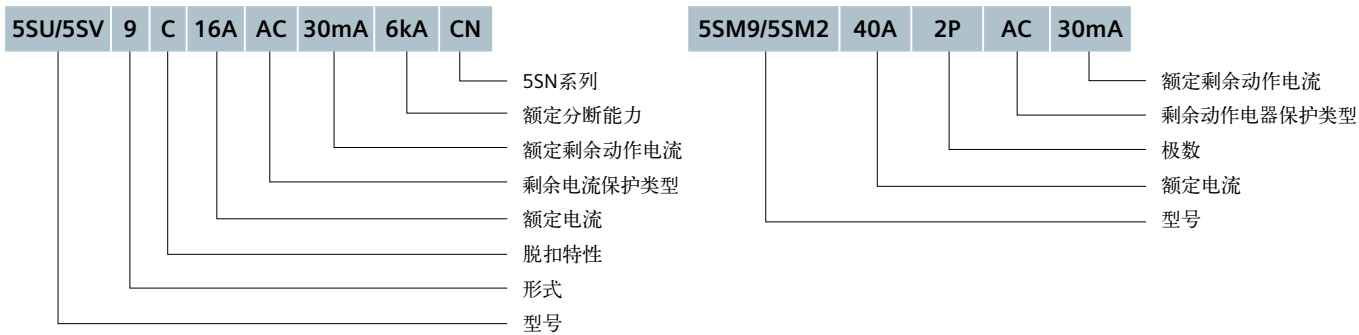 5SU/5SV 9 C 16A AC 30mA 6kA CN
5SN系列
额定分断能力
额定剩余动作电流
剩余电流保护类型
额定电流
脱扣特性
形式
型号
5SM9/5SM2 40A 2P AC 30mA
额定剩余动作电流
剩余动作电器保护类型
极数
额定电流
型号